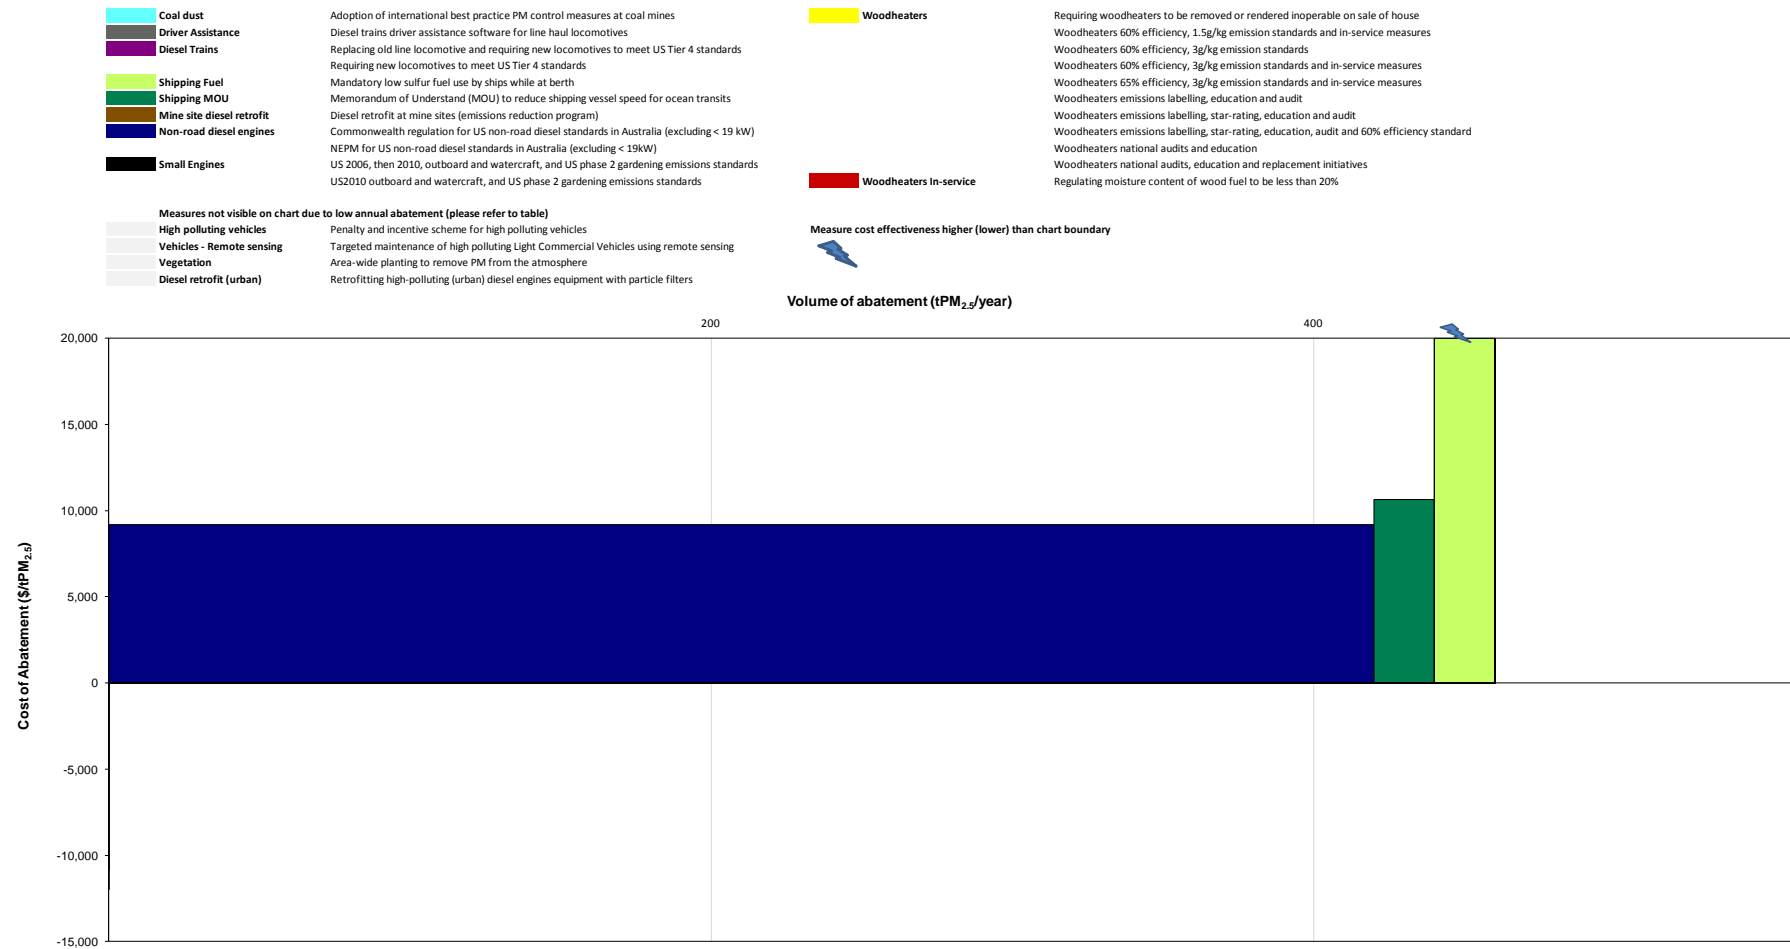 Coal dust Adoption of international best practice PM control measures at coal mines
Driver Assistance Diesel trains driver assistance software for line haul locomotives
Diesel Trains Replacing old line locomotive and requiring new locomotives to meet US Tier 4 standards
Requiring new locomotives to meet US Tier 4 standards
Shipping Fuel Mandatory low sulfur fuel use by ships while at berth
Shipping MOU Memorandum of Understand (MOU) to reduce shipping vessel speed for ocean transits
Mine site diesel retrofit Diesel retrofit at mine sites (emissions reduction program)
Non-road diesel engines Commonwealth regulation for US non-road diesel standards in Australia (excluding < 19 kW)
NEPM for US non-road diesel standards in Australia (excluding < 19kW)
Small Engines US 2006, then 2010, outboard and watercraft, and US phase 2 gardening emissions standards
US2010 outboard and watercraft, and US phase 2 gardening emissions standards
Woodheaters Requiring woodheaters to be removed or rendered inoperable on sale of house
Woodheaters 60% efficiency, 1.5g/kg emission standards and in-service measures
Woodheaters 60% efficiency, 3g/kg emission standards
Woodheaters 60% efficiency, 3g/kg emission standards and in-service measures
Woodheaters 65% efficiency, 3g/kg emission standards and in-service measures
Woodheaters emissions labelling, education and audit
Woodheaters emissions labelling, star-rating, education and audit
Woodheaters emissions labelling, star-rating, education, audit and 60% efficiency standard
Woodheaters national audits and education
Woodheaters national audits, education and replacement initiatives
Woodheaters In-service Regulating moisture content of wood fuel to be less than 20%
Measures not visible on chart due to low annual abatement (please refer to table)
High polluting vehicles Penalty and incentive scheme for high polluting vehicles
Vehicles - Remote sensing Targeted maintenance of high polluting Light Commercial Vehicles using remote sensing
Vegetation Area-wide planting to remove PM from the atmosphere
Diesel retrofit (urban) Retrofitting high-polluting (urban) diesel engines equipment with particle filters
Measure cost effectiveness higher (lower) than chart boundary
Volume of abatement (tPM2.5/year)
200 400
20,000
15,000
10,000
5,000
0
-5,000
-10,000
-15,000
Cost of Abatement ($/tPM2.5)